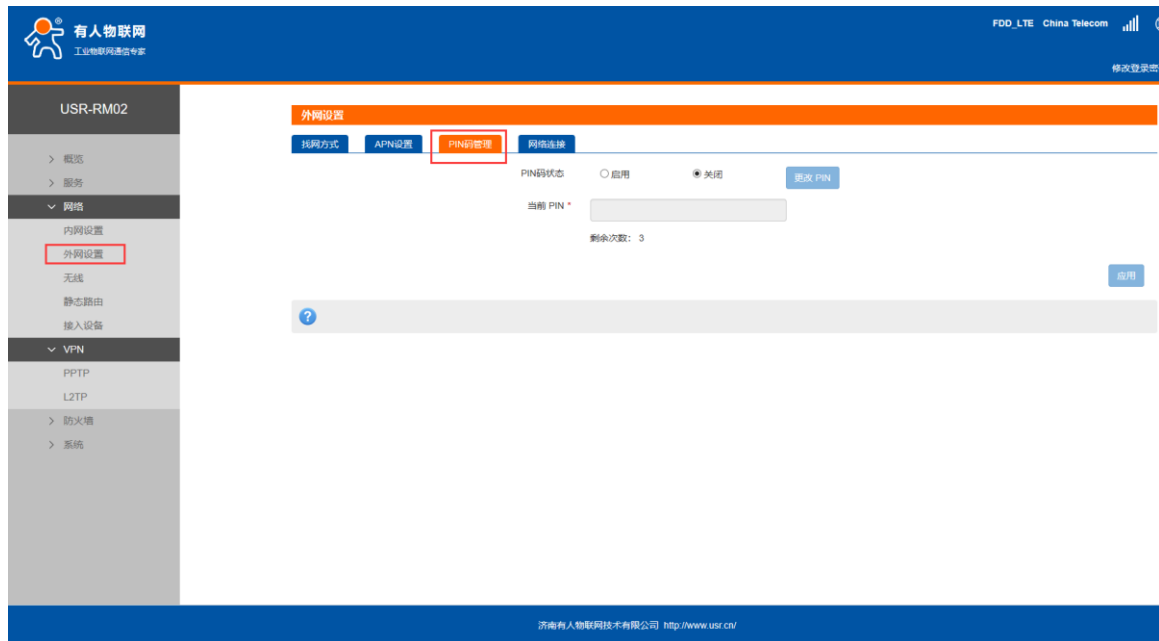 有人物联网
工业物联网通信专家
FDD_LTE China Telecom
修改登录密
USR-RM02
> 概览
> 服务
网络
内网设置
外网设置
无线
静态路由
接入设备
VPN
PPTP
L2TP
> 防火墙
> 系统
外网设置
找网方式 APN设置 PIN码管理 网络连接
PIN码状态 启用 关闭 更改 PIN
当前 PIN *
剩余次数: 3
应用
?
济南有人物联网技术有限公司 http://www.usr.cn/